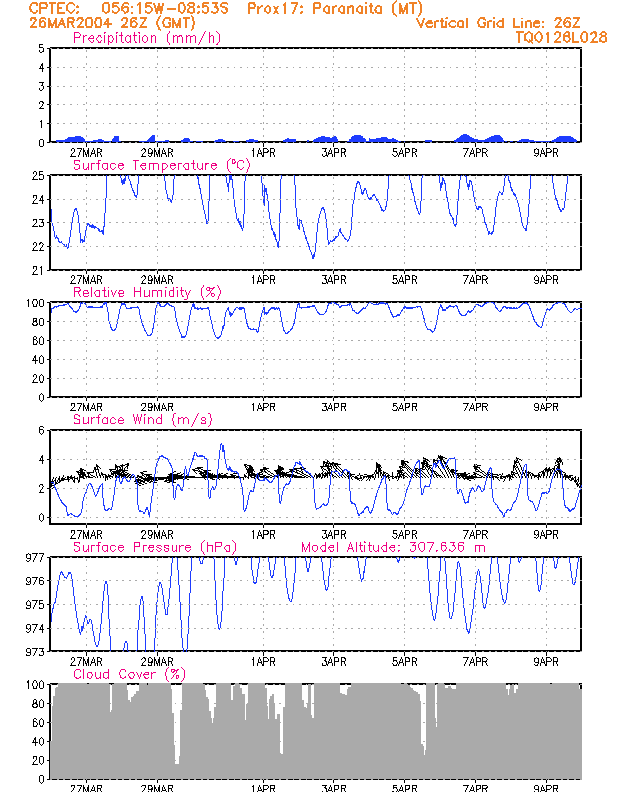 CPTEC: 056:15W-08:53S Prox17: Paranaita (MT)
26MAR2004 26Z (GMT) Vertical Grid Line: 26Z
Precipitation (mm/h) TQ0126L028
5
4
3
2
1
0
27MAR 29MAR 1APR 3APR 5APR 7APR 9APR
Surface Temperature (ºC)
25
24
23
22
21
27MAR 29MAR 1APR 3APR 5APR 7APR 9APR
Relative Humidity (%)
100
80
60
40
20
0
27MAR 29MAR 1APR 3APR 5APR 7APR 9APR
Surface Wind (m/s)
6
4
2
0
27MAR 29MAR 1APR 3APR 5APR 7APR 9APR
Surface Pressure (hPa) Model Altitude: 307.636 m
977
976
975
974
973
27MAR 29MAR 1APR 3APR 5APR 7APR 9APR
Cloud Cover (%)
100
80
60
40
20
0
27MAR 29MAR 1APR 3APR 5APR 7APR 9APR